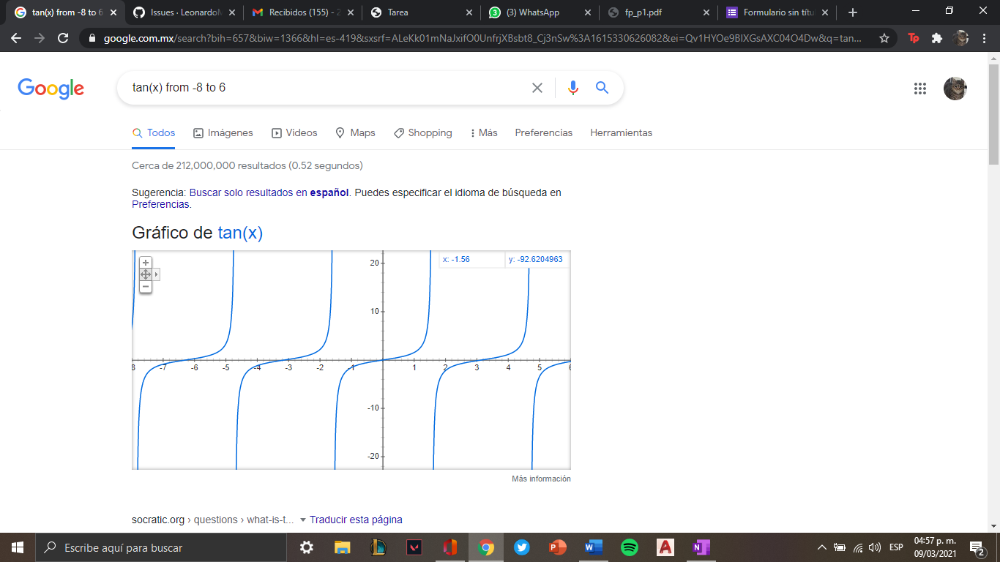 tan(x) from -8 to 6
Issues · LeonardoM
Recibidos (155) - 2
Tarea
(3) WhatsApp
fp_p1.pdf
Formulario sin títu
google.com.mx/search?bih=657&biw=1366&hl=es-419&sxsrf=ALeKk01mNaJxifO0UnfrjXBsbt8_Cj3nSw%3A1615330626082&ei=Qv1HYOe9BIXGsAXC04O4Dw&q=tan...
Tp
Google
tan(x) from -8 to 6
Todos
Imágenes
Videos
Maps
Shopping
Más
Preferencias
Herramientas
Cerca de 212,000,000 resultados (0.52 segundos)
Sugerencia: Buscar solo resultados en español. Puedes especificar el idioma de búsqueda en
Preferencias.
Gráfico de tan(x)
x: -1.56
y: -92.6204963
20
10
-8 -7 -6 -5 -4 -3 -2 -1 1 2 3 4 5 6
-10
-20
Más información
socratic.org › questions › what-is-t... Traducir esta página
Escribe aquí para buscar
ESP
04:57 p. m.
09/03/2021
2